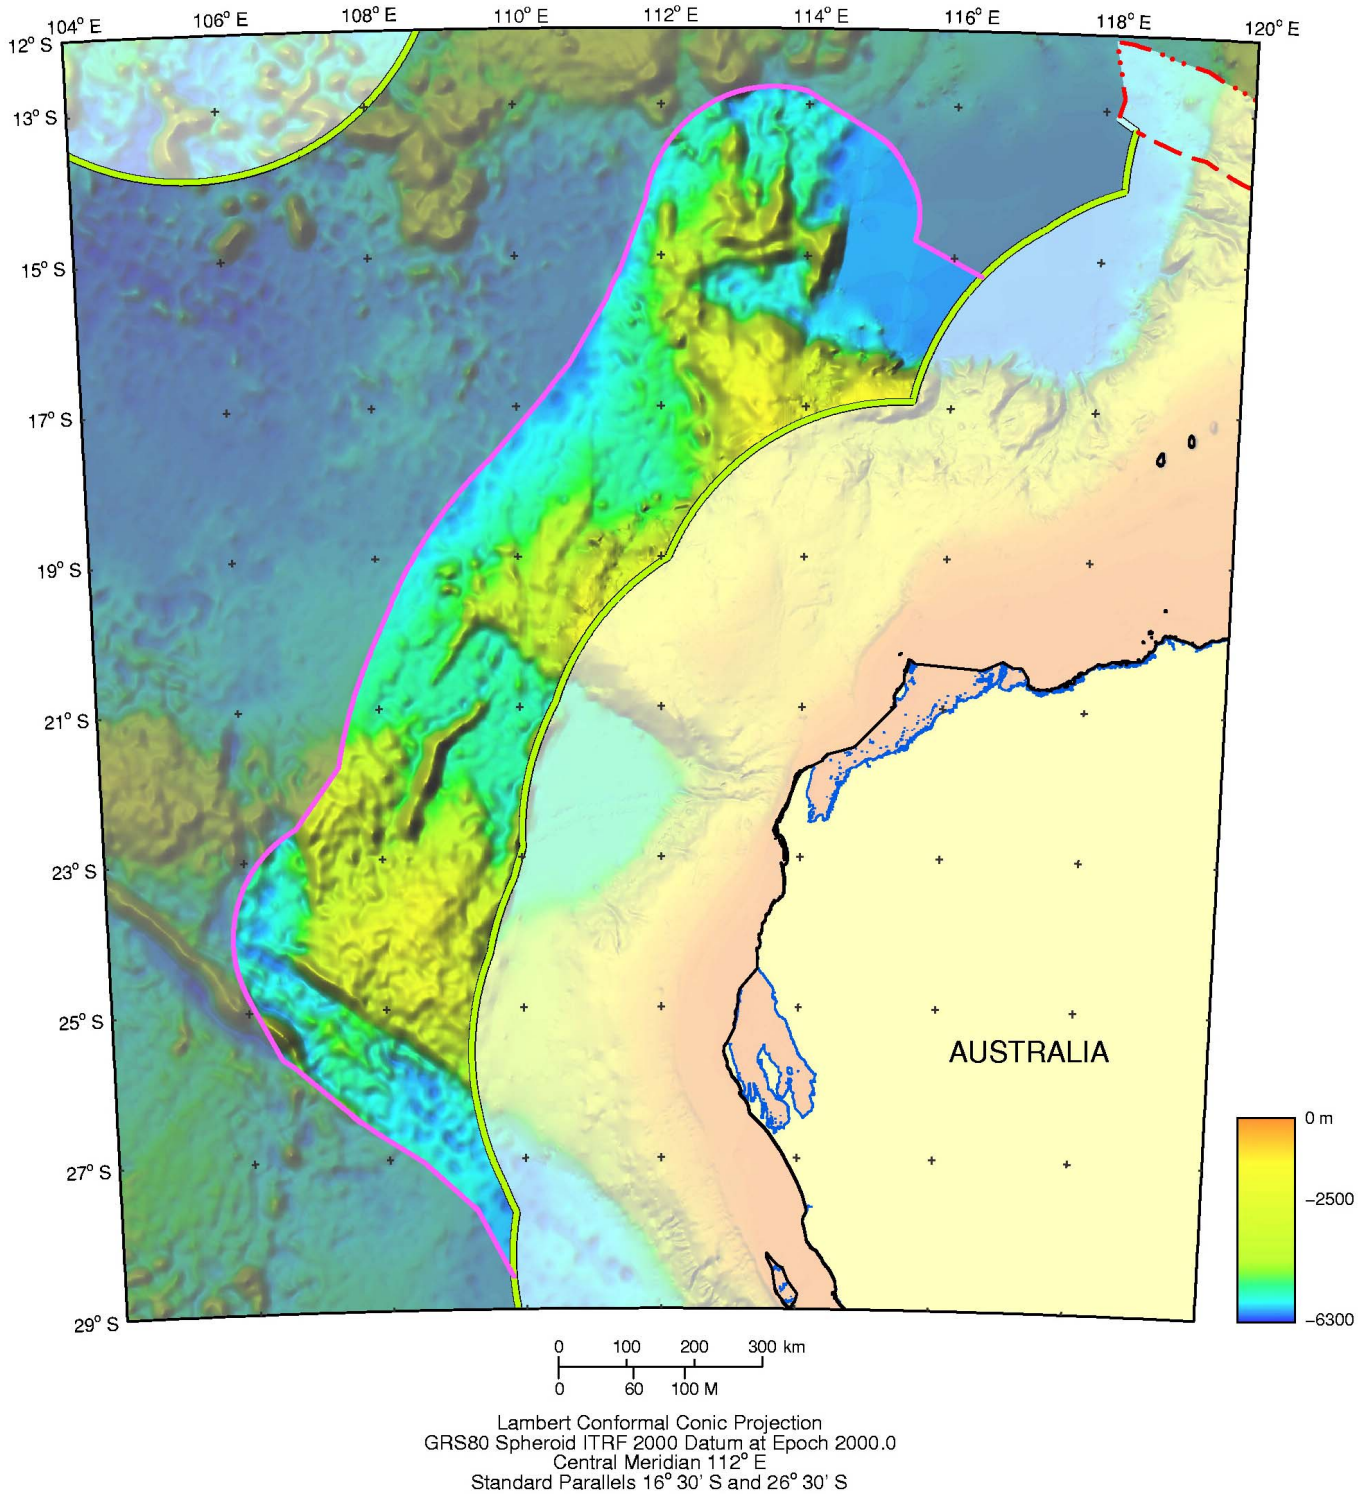 104° E
106° E
108° E
110° E
112° E
114° E
116° E
118° E
120° E
12° S
13° S
15° S
17° S
19° S
21° S
23° S
25° S
27° S
29° S
AUSTRALIA
0 m
−2500
−6300
0 100 200 300 km
0 60 100 M
Lambert Conformal Conic Projection
GRS80 Spheroid ITRF 2000 Datum at Epoch 2000.0
Central Meridian 112° E
Standard Parallels 16° 30' S and 26° 30' S